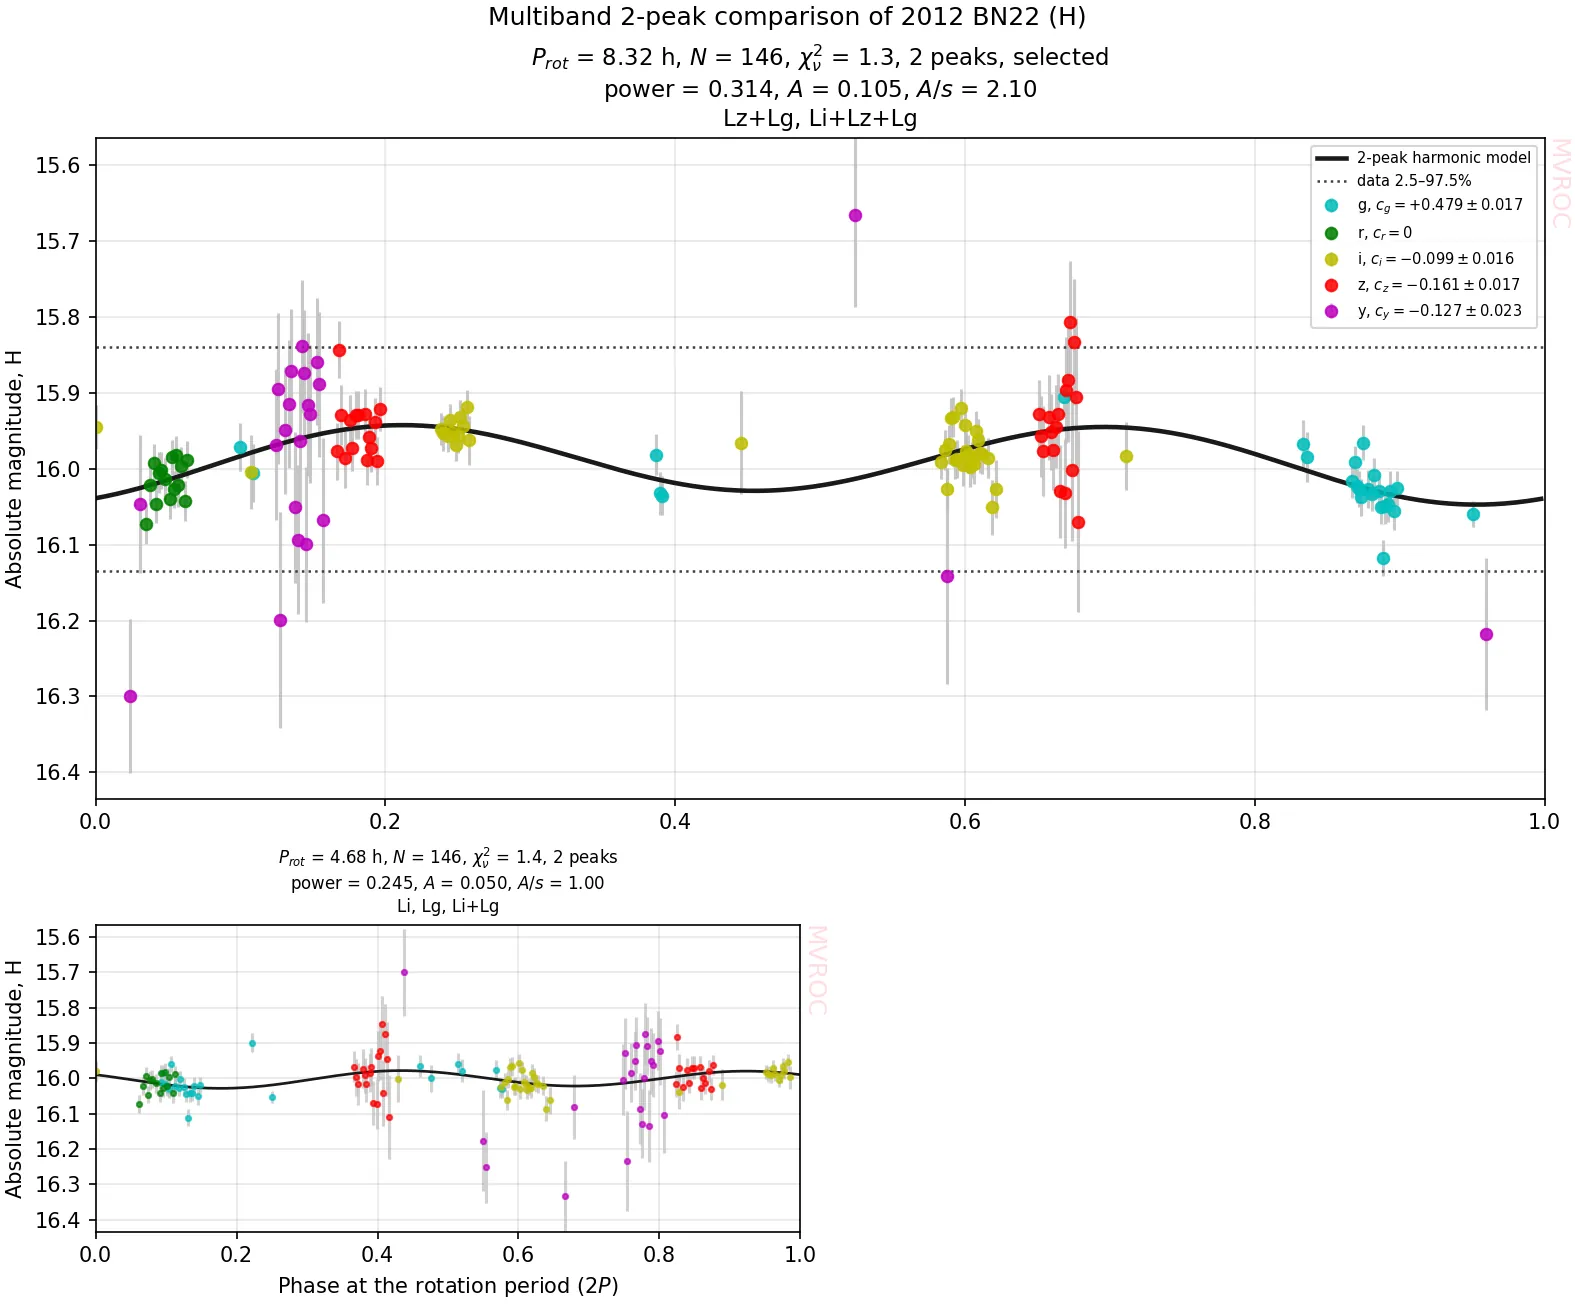 Multiband 2-peak comparison of 2012 BN22 (H)
P_rot = 8.32 h, N = 146, χ²_ν = 1.3, 2 peaks, selected
power = 0.314, A = 0.105, A/s = 2.10
Lz+Lg, Li+Lz+Lg
MVROC
2-peak harmonic model
data 2.5–97.5%
g, c_g = +0.479 ± 0.017
r, c_r = 0
i, c_i = −0.099 ± 0.016
z, c_z = −0.161 ± 0.017
y, c_y = −0.127 ± 0.023
Absolute magnitude, H
15.6
15.7
15.8
15.9
16.0
16.1
16.2
16.3
16.4
0.0 0.2 0.4 0.6 0.8 1.0
P_rot = 4.68 h, N = 146, χ²_ν = 1.4, 2 peaks
power = 0.245, A = 0.050, A/s = 1.00
Li, Lg, Li+Lg
MVROC
Absolute magnitude, H
15.6
15.7
15.8
15.9
16.0
16.1
16.2
16.3
16.4
0.0 0.2 0.4 0.6 0.8 1.0
Phase at the rotation period (2P)